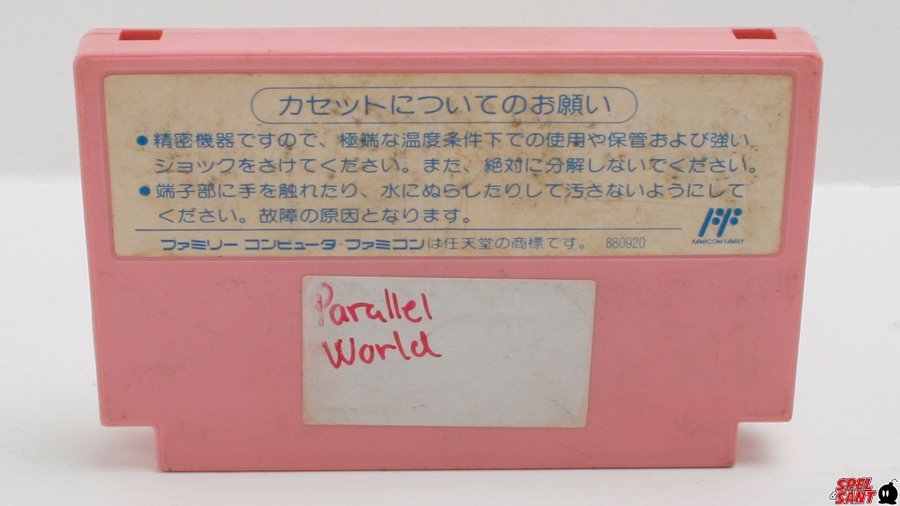 カセットについてのお願い
●精密機器ですので、極端な温度条件下での使用や保管および強い
ショックをさけてください。また、絶対に分解しないでください。
●端子部に手を触れたり、水にぬらしたりして汚さないようにして
ください。故障の原因となります。
FF
FAMICOM FAMILY
ファミリー コンピュータ・ファミコンは任天堂の商標です。 880920
Parallel
World
SPEL
SANT